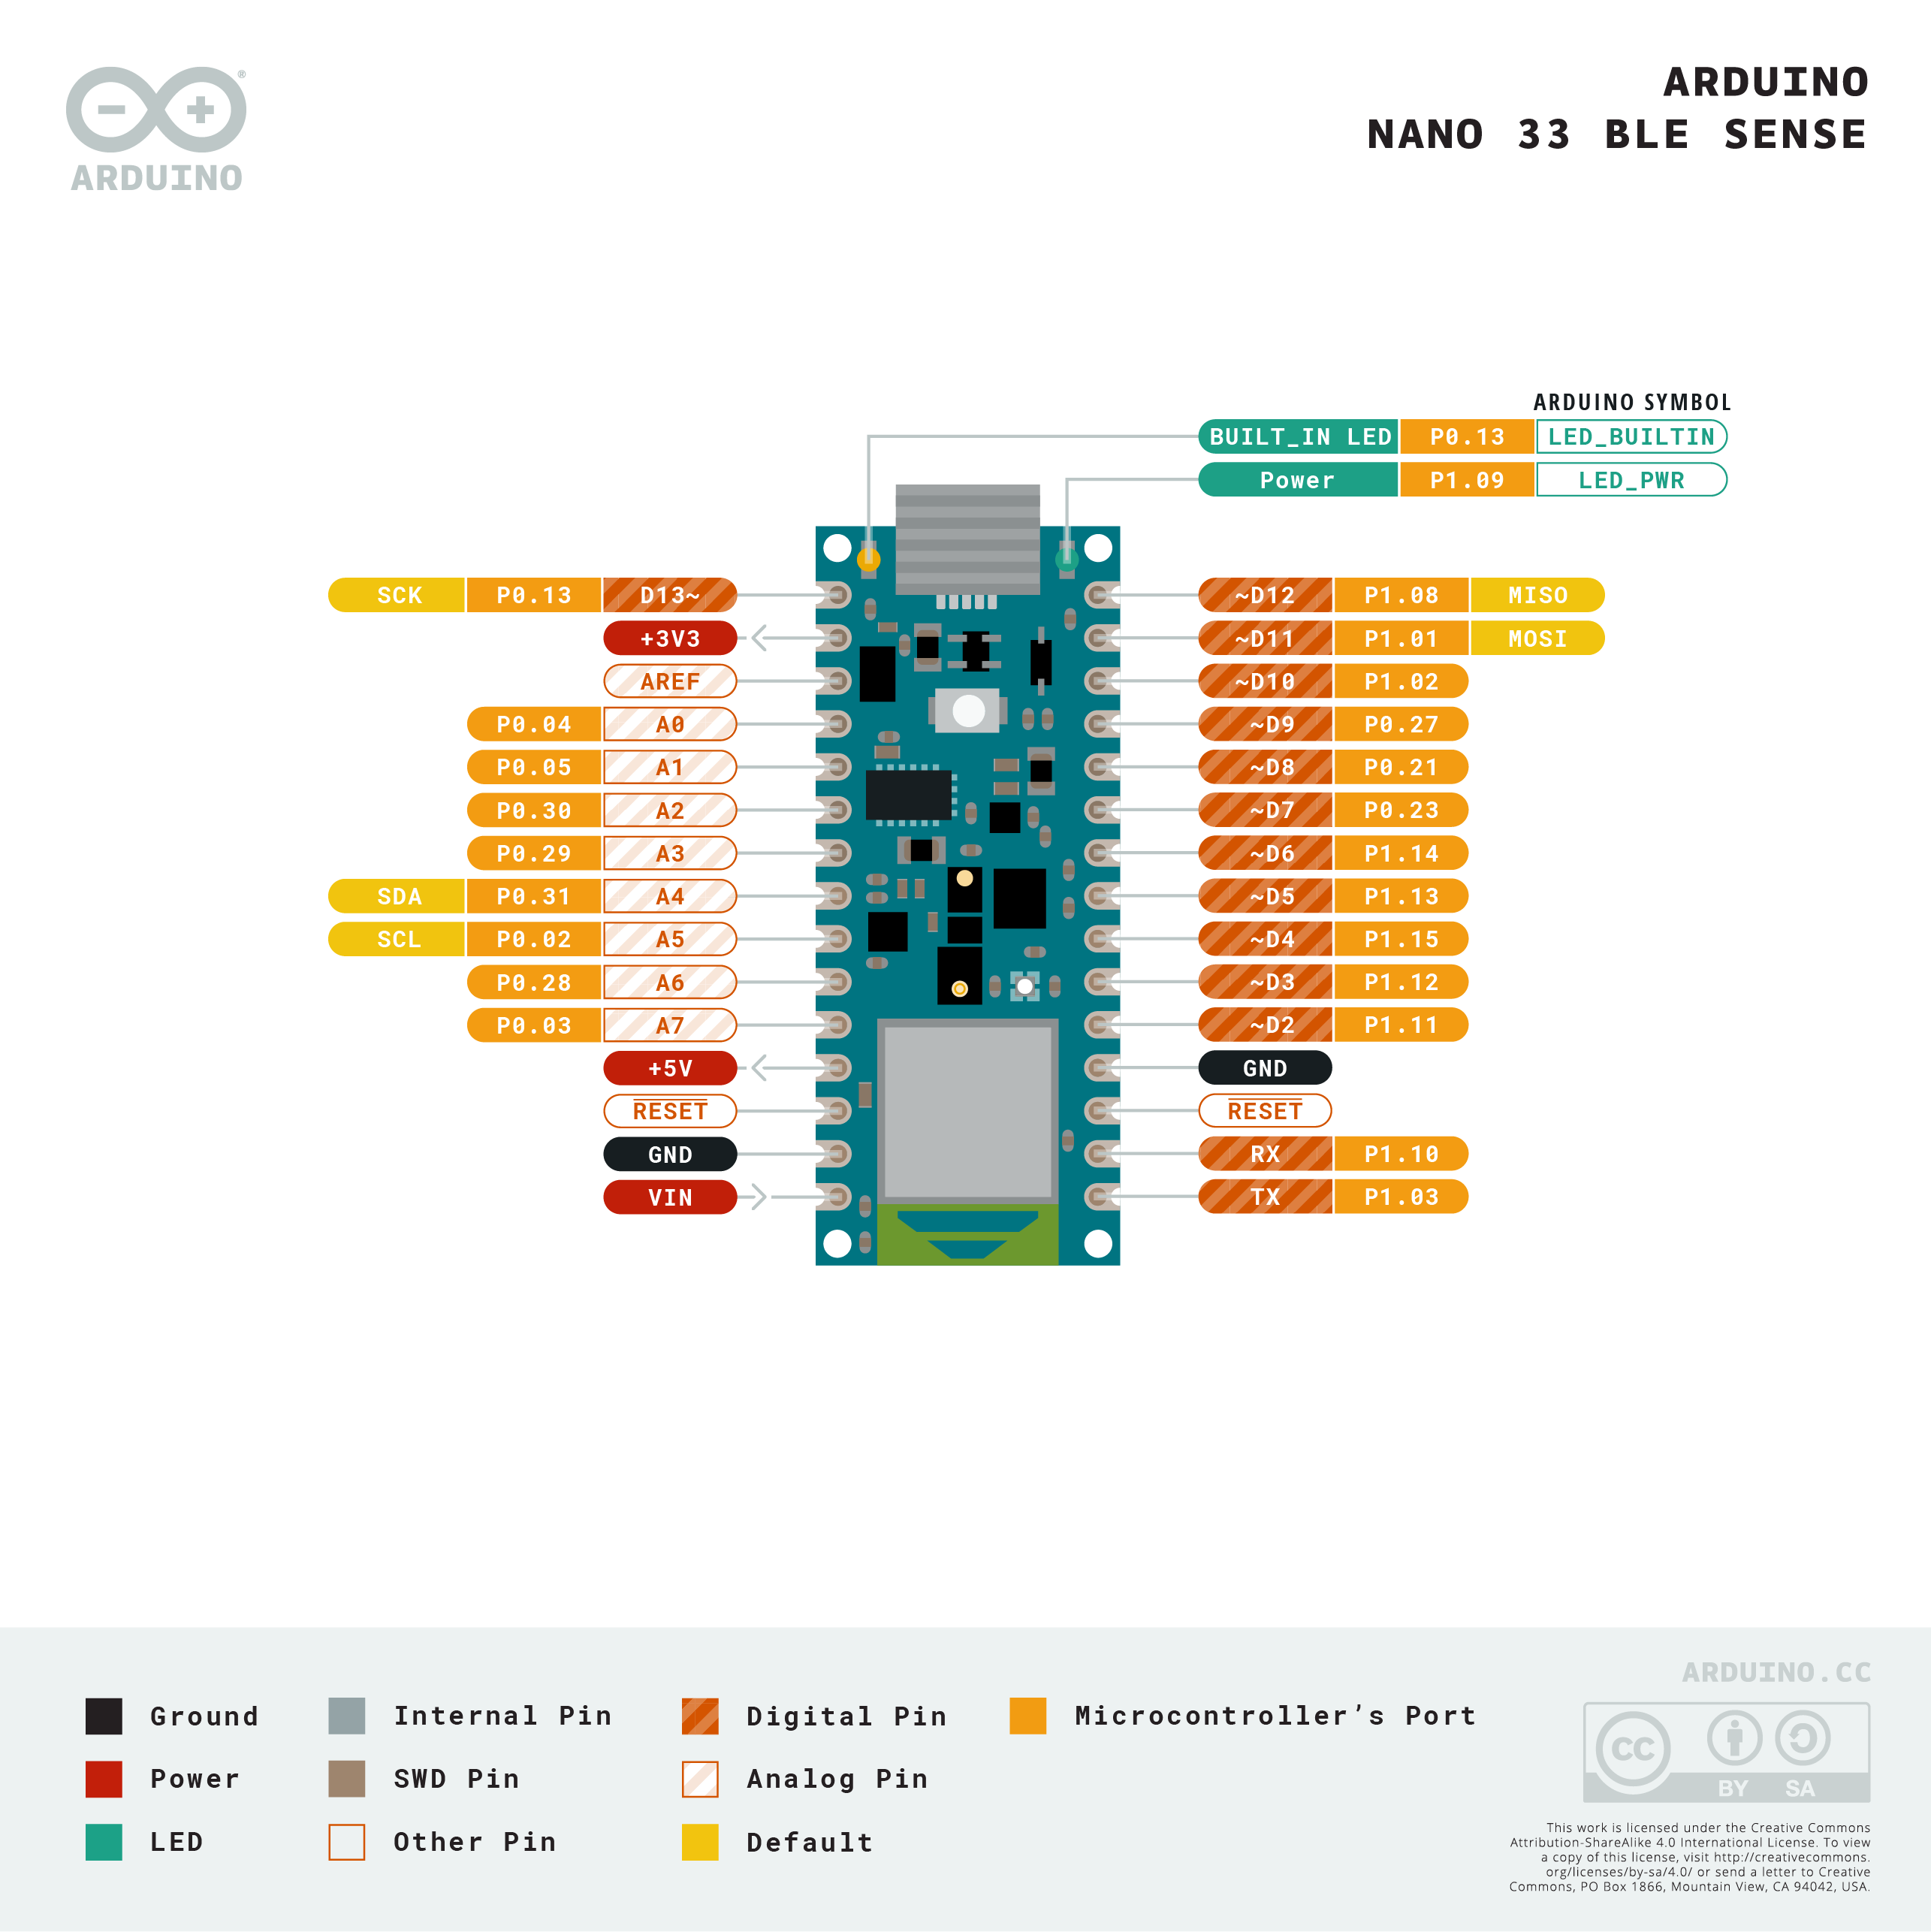 ARDUINO
ARDUINO
NANO 33 BLE SENSE
ARDUINO SYMBOL
BUILT_IN LED P0.13 LED_BUILTIN
Power P1.09 LED_PWR
SCK P0.13 D13~
+3V3
AREF
P0.04 A0
P0.05 A1
P0.30 A2
P0.29 A3
SDA P0.31 A4
SCL P0.02 A5
P0.28 A6
P0.03 A7
+5V
RESET
GND
VIN
~D12 P1.08 MISO
~D11 P1.01 MOSI
~D10 P1.02
~D9 P0.27
~D8 P0.21
~D7 P0.23
~D6 P1.14
~D5 P1.13
~D4 P1.15
~D3 P1.12
~D2 P1.11
GND
RESET
RX P1.10
TX P1.03
Ground
Power
LED
Internal Pin
SWD Pin
Other Pin
Digital Pin
Analog Pin
Default
Microcontroller’s Port
ARDUINO.CC
CC
BY SA
This work is licensed under the Creative Commons
Attribution-ShareAlike 4.0 International License. To view
a copy of this license, visit http://creativecommons.
org/licenses/by-sa/4.0/ or send a letter to Creative
Commons, PO Box 1866, Mountain View, CA 94042, USA.